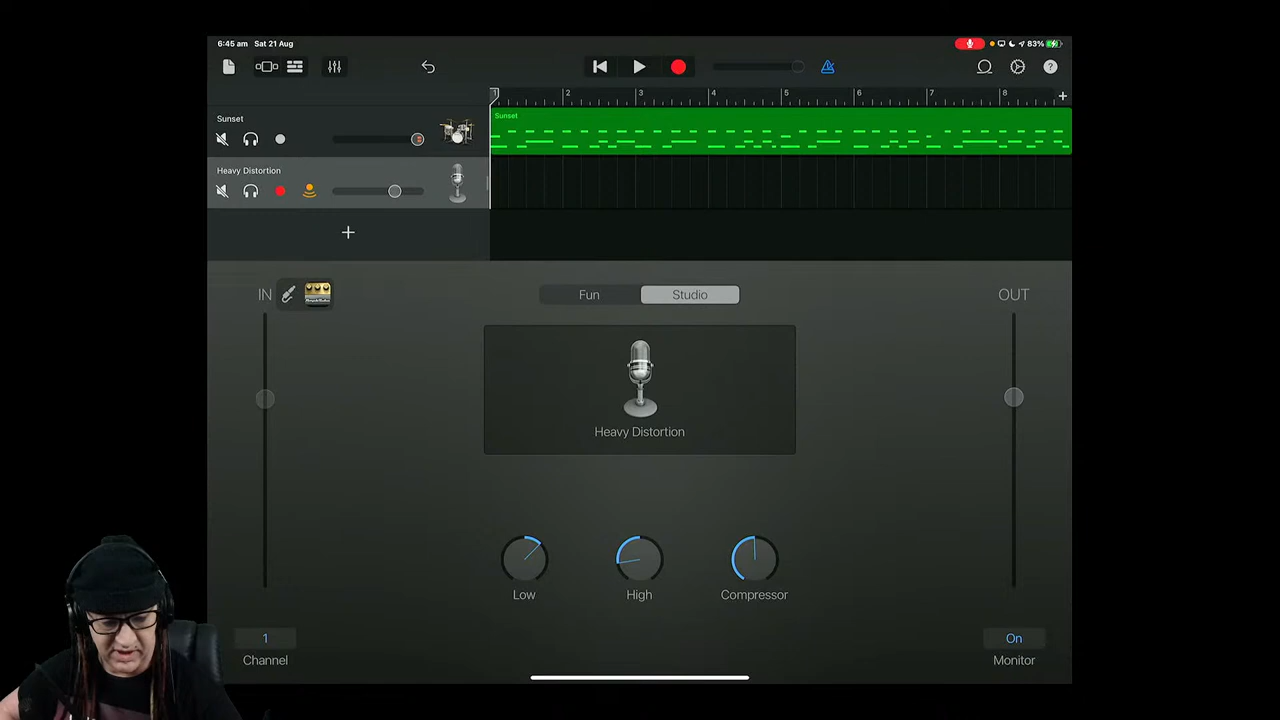 6:45 am Sat 21 Aug
83%
1 2 3 4 5 6 7 8
Sunset
Sunset
Heavy Distortion
IN
Fun Studio
OUT
Heavy Distortion
Low High Compressor
1 On
Channel Monitor